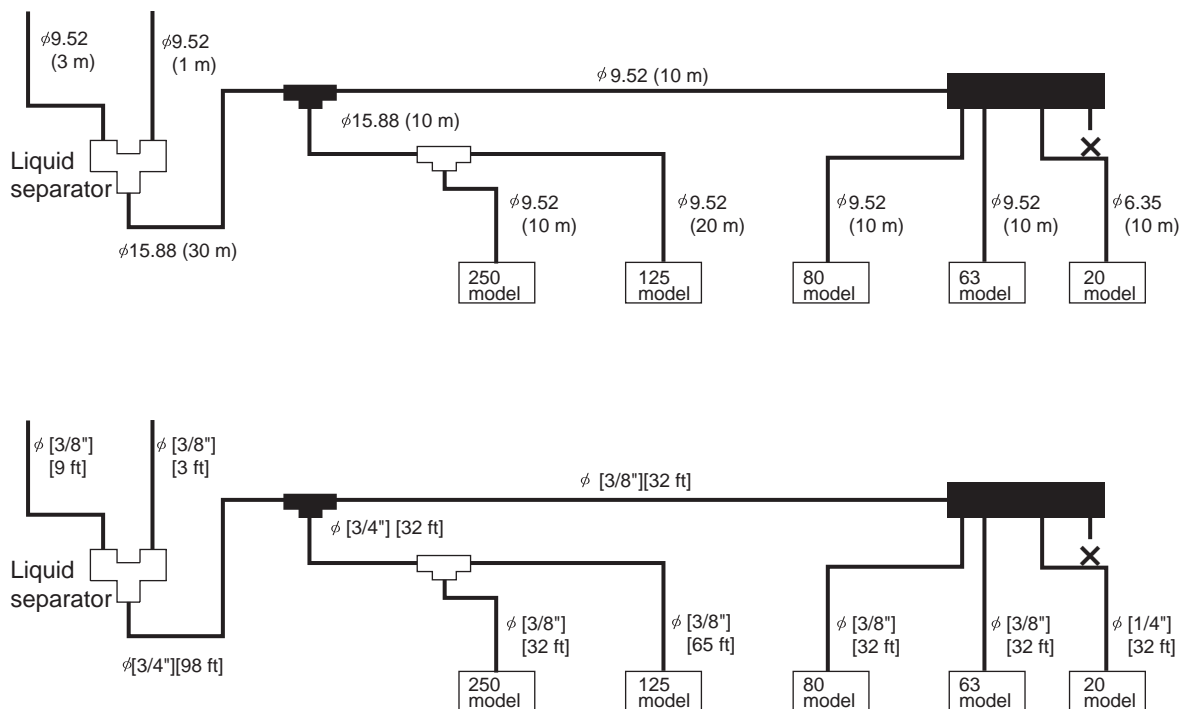 φ9.52
(3 m)
φ9.52
(1 m)
φ9.52 (10 m)
φ15.88 (10 m)
Liquid
separator
φ15.88 (30 m)
φ9.52
(10 m)
φ9.52
(20 m)
φ9.52
(10 m)
φ9.52
(10 m)
φ6.35
(10 m)
250
model
125
model
80
model
63
model
20
model
φ [3/8"]
[9 ft]
φ [3/8"]
[3 ft]
φ [3/8"][32 ft]
φ [3/4"] [32 ft]
Liquid
separator
φ[3/4"][98 ft]
φ [3/8"]
[32 ft]
φ [3/8"]
[65 ft]
φ [3/8"]
[32 ft]
φ [3/8"]
[32 ft]
φ [1/4"]
[32 ft]
250
model
125
model
80
model
63
model
20
model